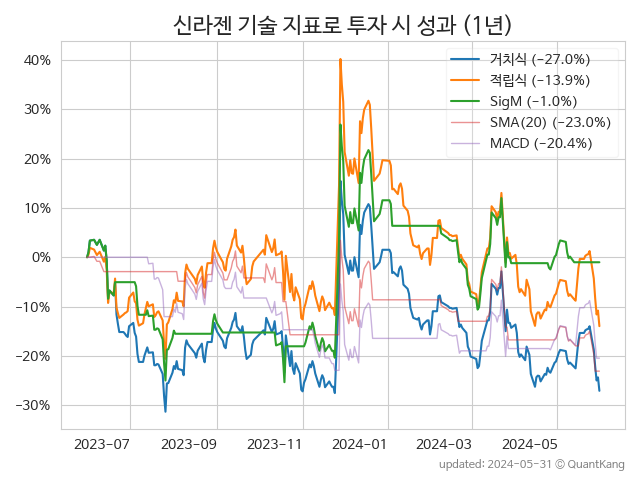 신라젠 기술 지표로 투자 시 성과 (1년)
40%
30%
20%
10%
0%
−10%
−20%
−30%
거치식 (−27.0%)
적립식 (−13.9%)
SigM (−1.0%)
SMA(20) (−23.0%)
MACD (−20.4%)
2023-07 2023-09 2023-11 2024-01 2024-03 2024-05
updated: 2024-05-31 © QuantKang